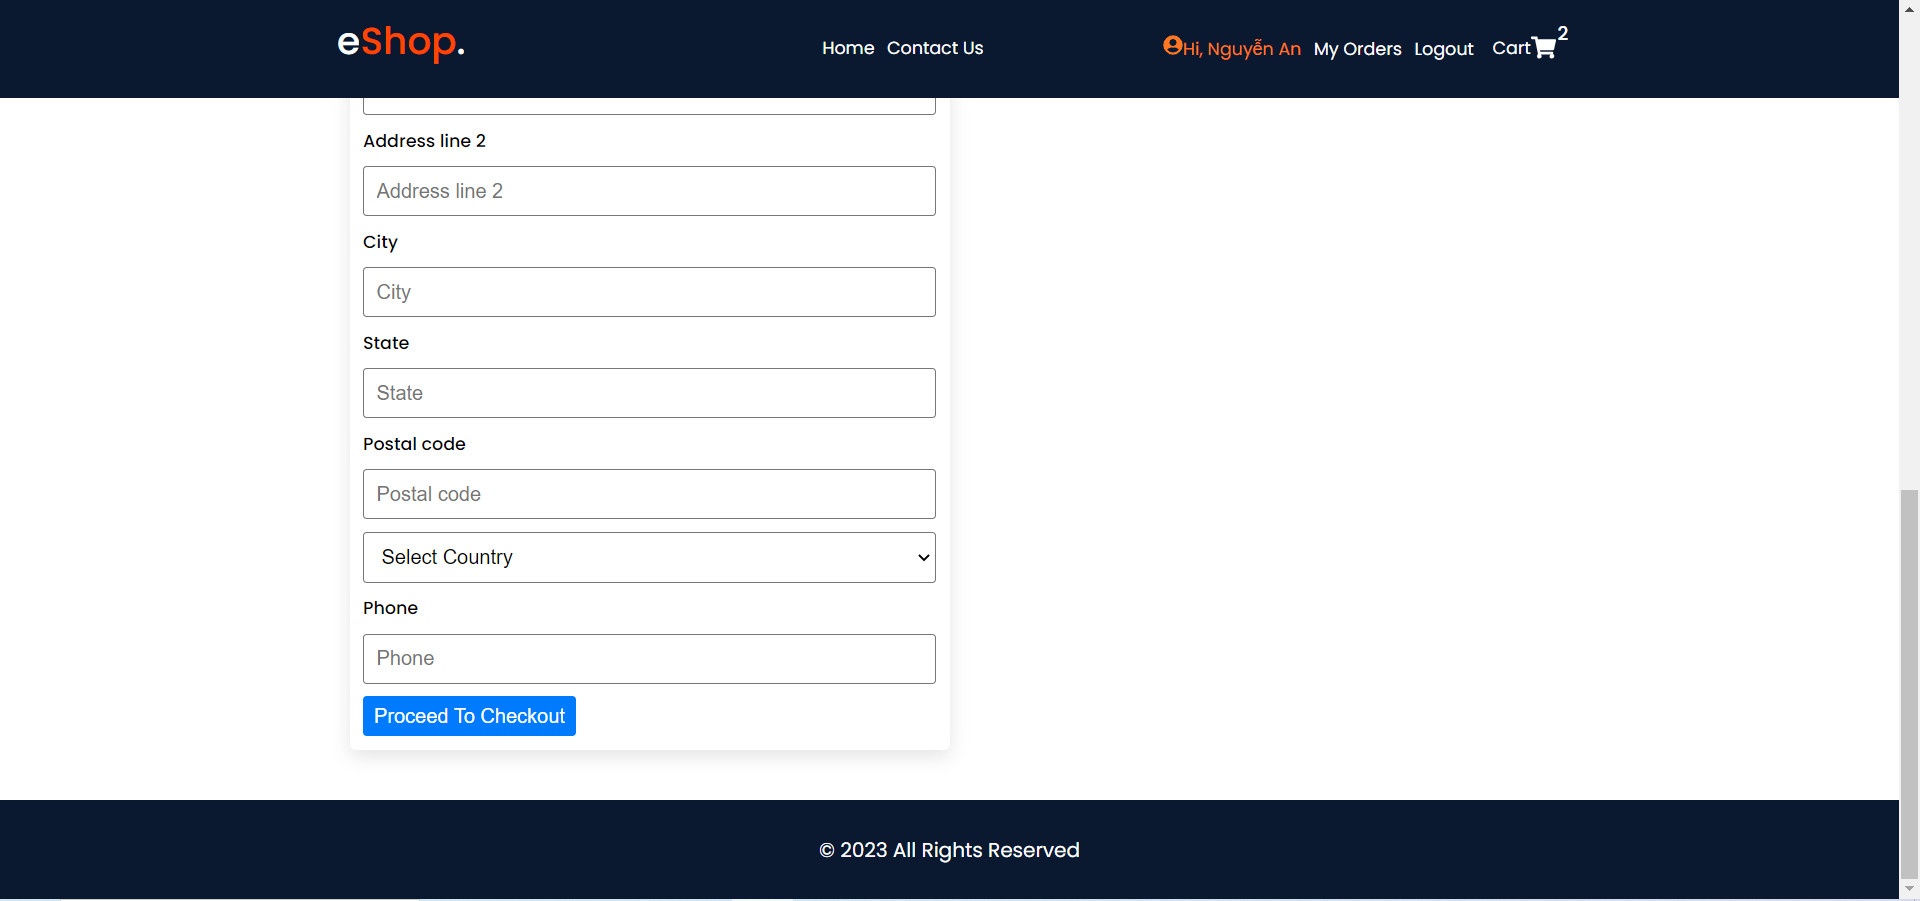 eShop.
Home Contact Us
Hi, Nguyễn An My Orders Logout Cart 2
Address line 2
Address line 2
City
City
State
State
Postal code
Postal code
Select Country
Phone
Phone
Proceed To Checkout
© 2023 All Rights Reserved